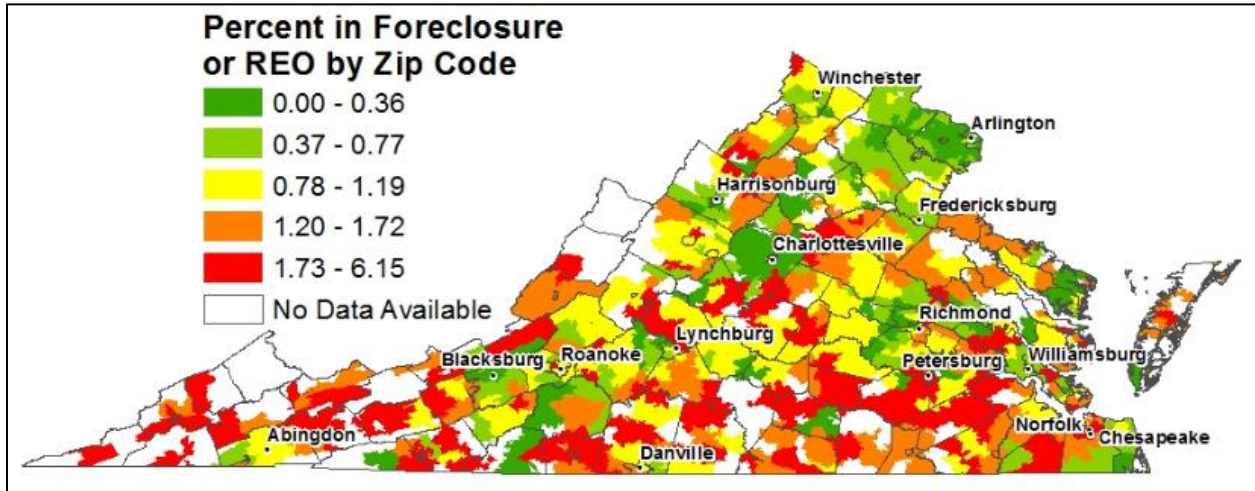 Percent in Foreclosure
or REO by Zip Code
0.00 - 0.36
0.37 - 0.77
0.78 - 1.19
1.20 - 1.72
1.73 - 6.15
No Data Available
Winchester
Arlington
Harrisonburg
Fredericksburg
Charlottesville
Richmond
Lynchburg
Blacksburg
Roanoke
Petersburg
Williamsburg
Abingdon
Danville
Norfolk
Chesapeake